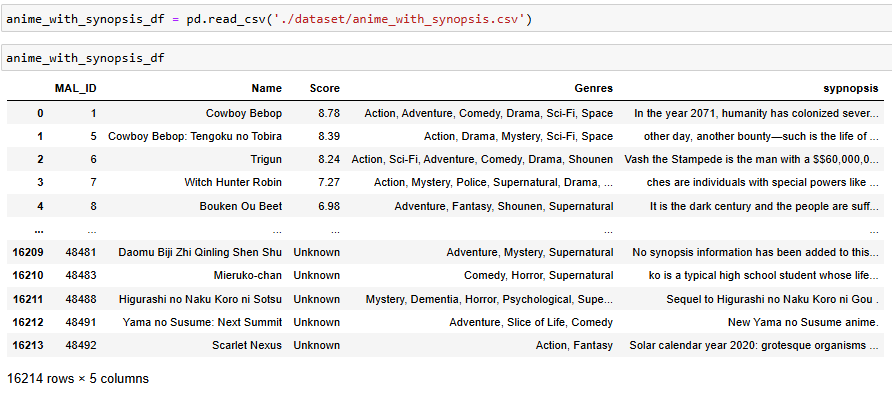 anime_with_synopsis_df = pd.read_csv('./dataset/anime_with_synopsis.csv')
anime_with_synopsis_df
MAL_ID Name Score Genres sypnopsis
0 1 Cowboy Bebop 8.78 Action, Adventure, Comedy, Drama, Sci-Fi, Space In the year 2071, humanity has colonized sever...
1 5 Cowboy Bebop: Tengoku no Tobira 8.39 Action, Drama, Mystery, Sci-Fi, Space other day, another bounty—such is the life of ...
2 6 Trigun 8.24 Action, Sci-Fi, Adventure, Comedy, Drama, Shounen Vash the Stampede is the man with a $$60,000,0...
3 7 Witch Hunter Robin 7.27 Action, Mystery, Police, Supernatural, Drama, ... ches are individuals with special powers like ...
4 8 Bouken Ou Beet 6.98 Adventure, Fantasy, Shounen, Supernatural It is the dark century and the people are suff...
... ... ... ... ... ...
16209 48481 Daomu Biji Zhi Qinling Shen Shu Unknown Adventure, Mystery, Supernatural No synopsis information has been added to this...
16210 48483 Mieruko-chan Unknown Comedy, Horror, Supernatural ko is a typical high school student whose life...
16211 48488 Higurashi no Naku Koro ni Sotsu Unknown Mystery, Dementia, Horror, Psychological, Supe... Sequel to Higurashi no Naku Koro ni Gou .
16212 48491 Yama no Susume: Next Summit Unknown Adventure, Slice of Life, Comedy New Yama no Susume anime.
16213 48492 Scarlet Nexus Unknown Action, Fantasy Solar calendar year 2020: grotesque organisms ...
16214 rows × 5 columns